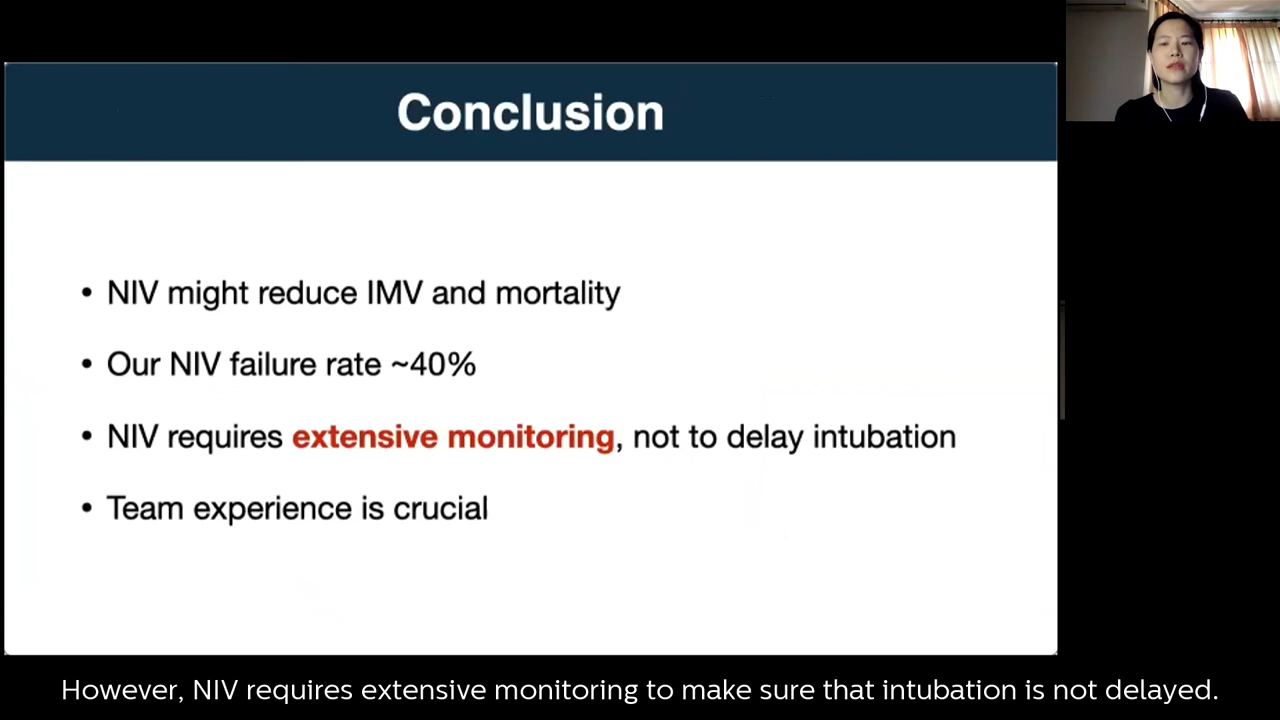 Conclusion
• NIV might reduce IMV and mortality
• Our NIV failure rate ~40%
• NIV requires extensive monitoring, not to delay intubation
• Team experience is crucial
However, NIV requires extensive monitoring to make sure that intubation is not delayed.